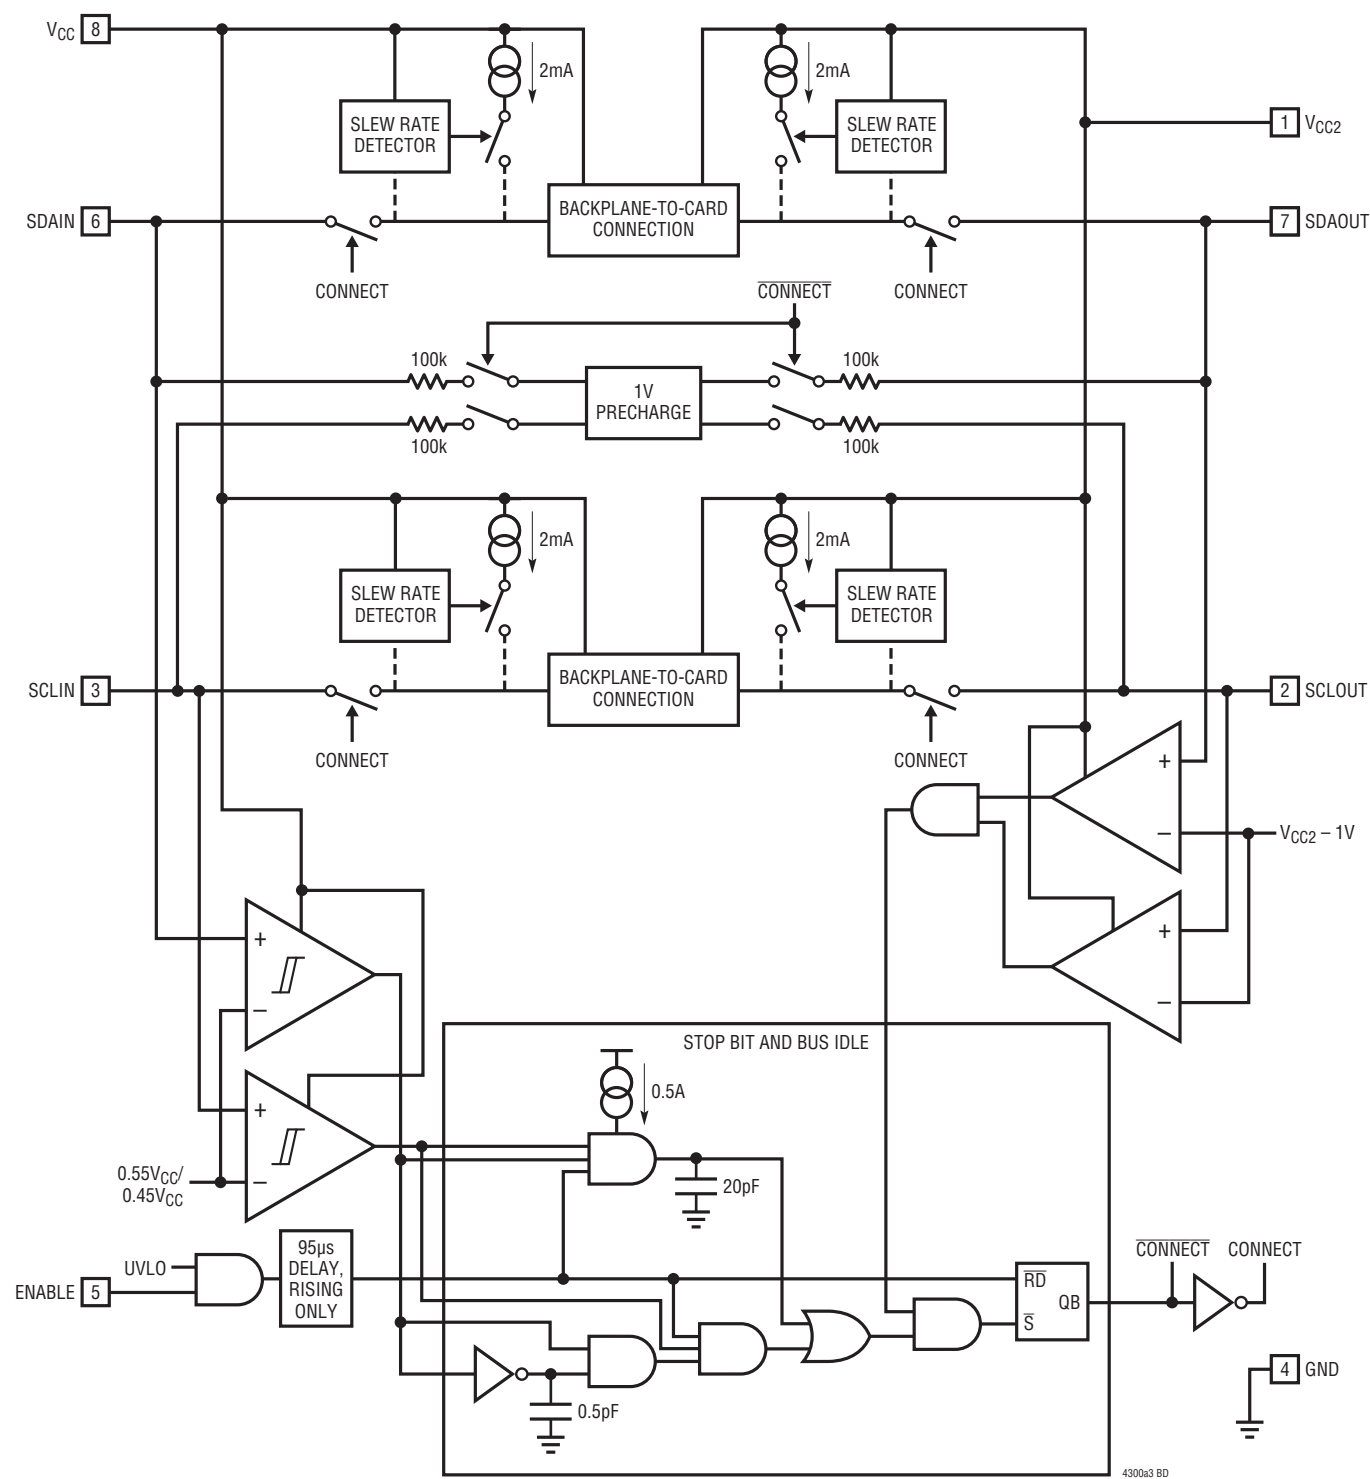 VCC 8
2mA
2mA
SLEW RATE
DETECTOR
SLEW RATE
DETECTOR
1 VCC2
SDAIN 6
BACKPLANE-TO-CARD
CONNECTION
7 SDAOUT
CONNECT
CONNECT
CONNECT
100k
100k
1V
PRECHARGE
100k
100k
2mA
2mA
SLEW RATE
DETECTOR
SLEW RATE
DETECTOR
SCLIN 3
BACKPLANE-TO-CARD
CONNECTION
2 SCLOUT
CONNECT
CONNECT
+
–
VCC2 – 1V
+
–
+
–
STOP BIT AND BUS IDLE
0.5A
+
–
0.55VCC/
0.45VCC
20pF
UVLO
ENABLE 5
95µs
DELAY,
RISING
ONLY
RD
QB
S
CONNECT
CONNECT
0.5pF
4 GND
4300a3 BD